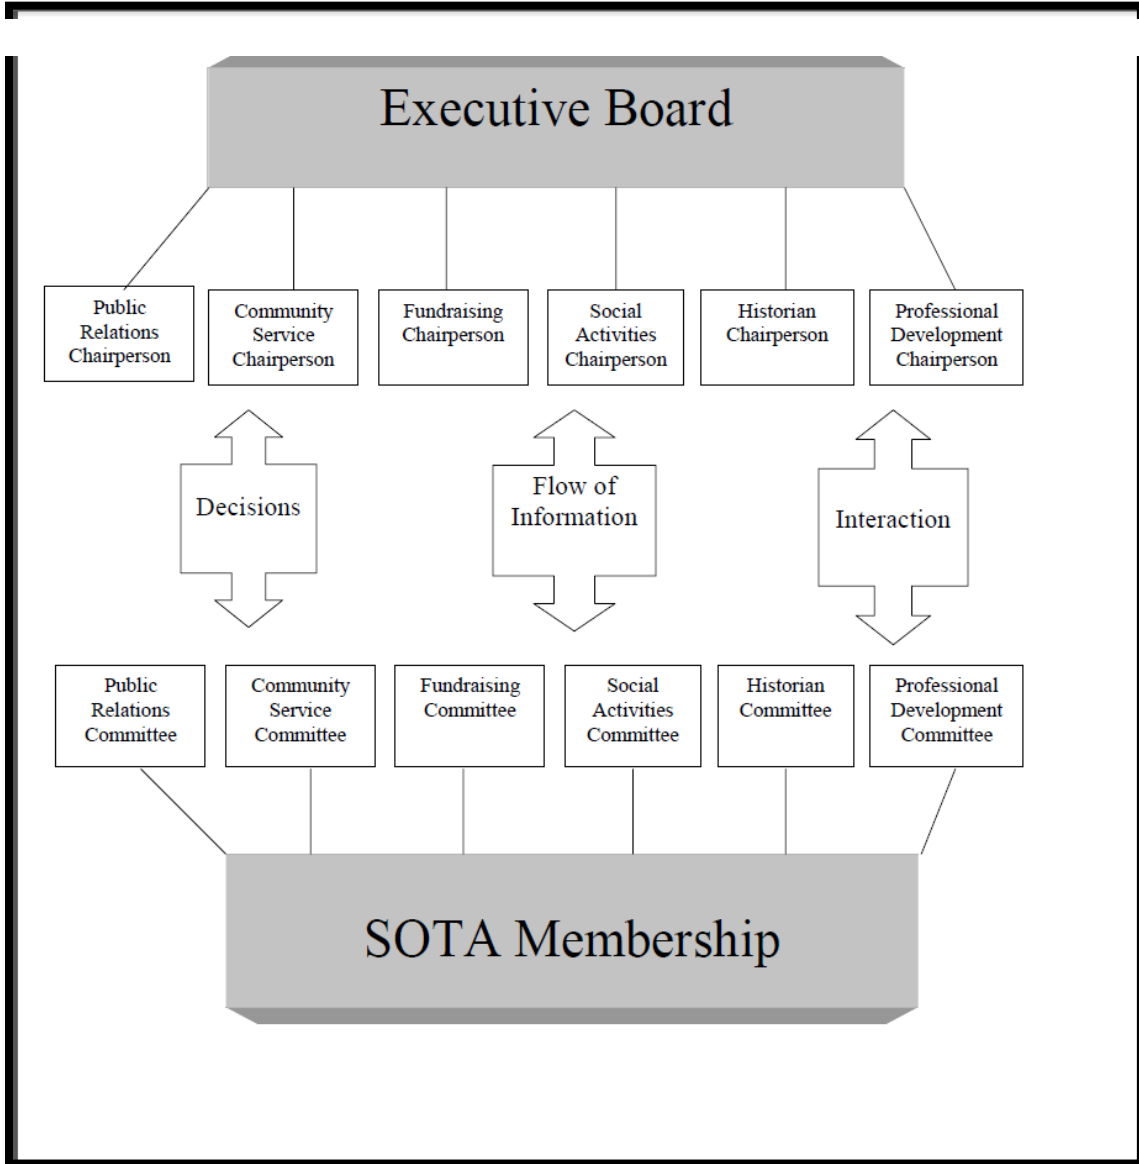 Executive Board
Public
Relations
Chairperson
Community
Service
Chairperson
Fundraising
Chairperson
Social
Activities
Chairperson
Historian
Chairperson
Professional
Development
Chairperson
Decisions
Flow of
Information
Interaction
Public
Relations
Committee
Community
Service
Committee
Fundraising
Committee
Social
Activities
Committee
Historian
Committee
Professional
Development
Committee
SOTA Membership